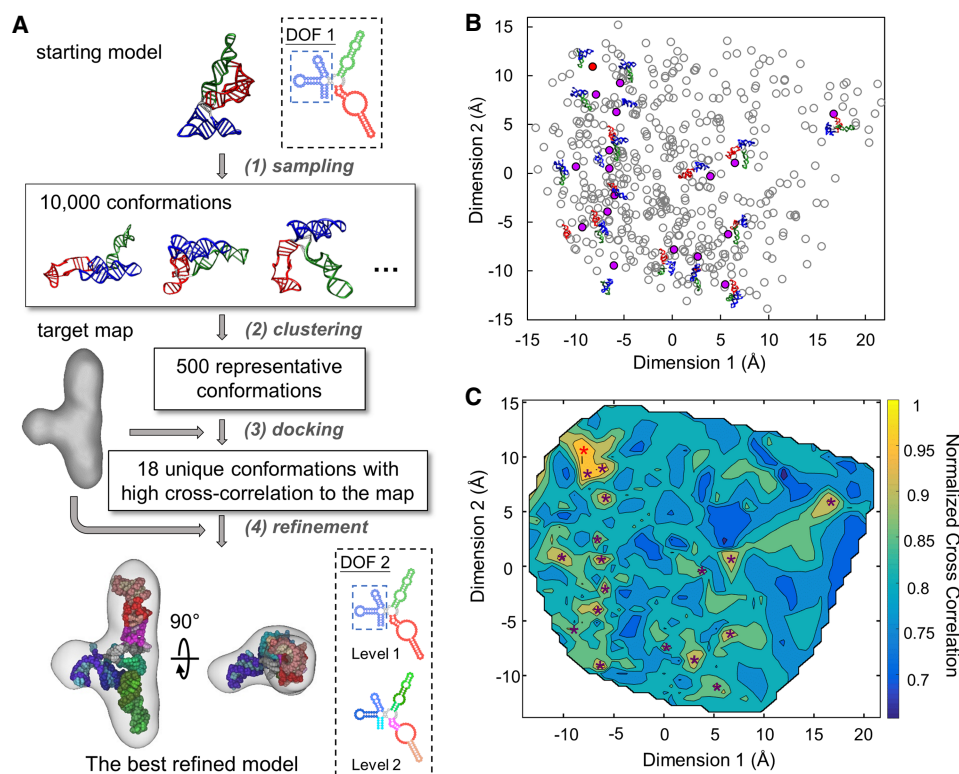 A
starting model
DOF 1
(1) sampling
10,000 conformations
...
(2) clustering
target map
500 representative
conformations
(3) docking
18 unique conformations with
high cross-correlation to the map
(4) refinement
90°
DOF 2
Level 1
Level 2
The best refined model
B
15
10
5
0
-5
-10
-15
Dimension 2 (Å)
-15 -10 -5 0 5 10 15 20
Dimension 1 (Å)
C
15
10
5
0
-5
-10
Dimension 2 (Å)
-10 -5 0 5 10 15 20
Dimension 1 (Å)
1
0.95
0.9
0.85
0.8
0.75
0.7
Normalized Cross Correlation